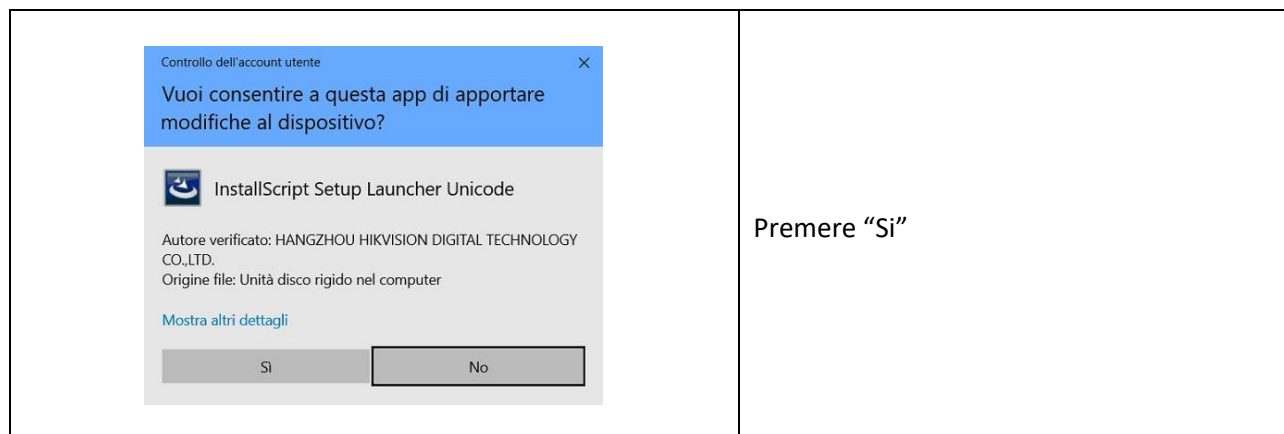 Controllo dell'account utente
Vuoi consentire a questa app di apportare
modifiche al dispositivo?
InstallScript Setup Launcher Unicode
Autore verificato: HANGZHOU HIKVISION DIGITAL TECHNOLOGY
CO.,LTD.
Origine file: Unità disco rigido nel computer
Mostra altri dettagli
Sì
No
Premere “Si”